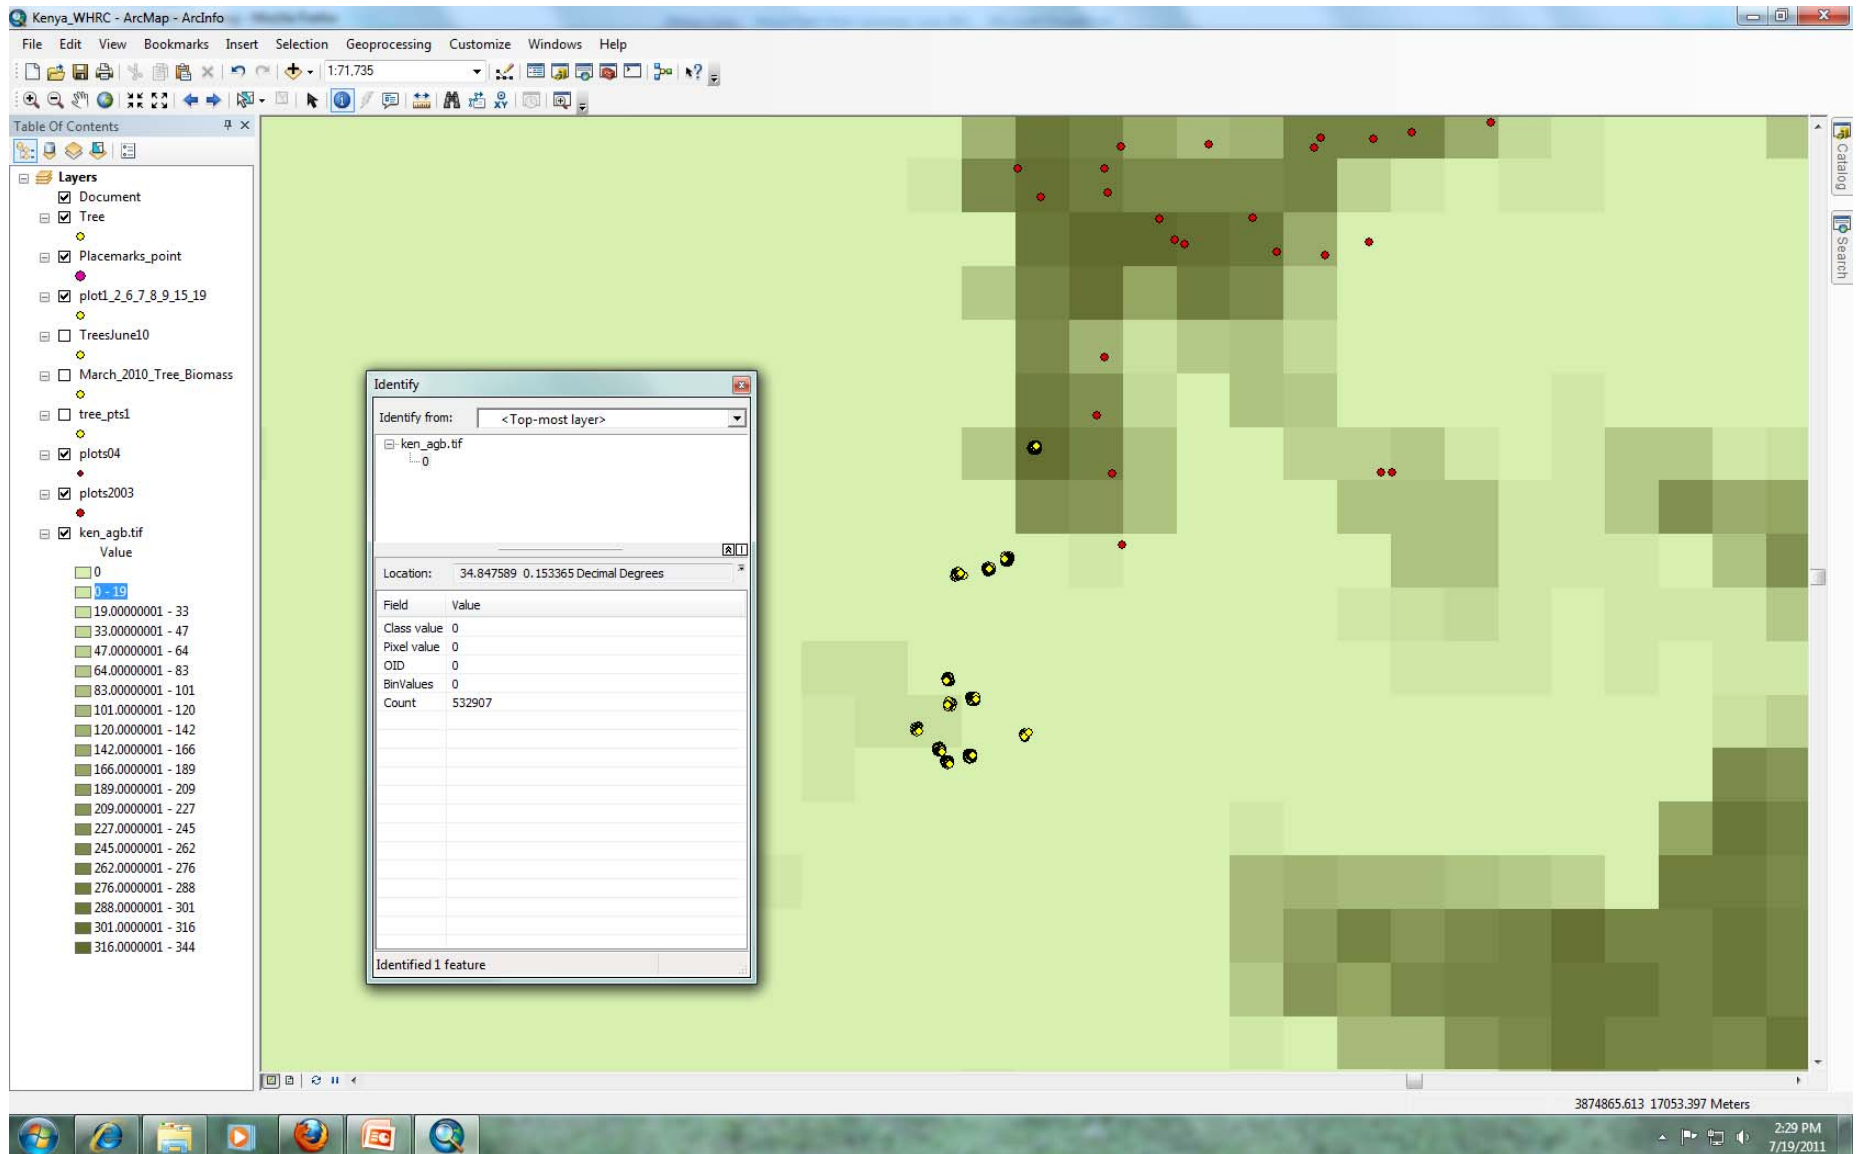 Kenya_WHRC - ArcMap - ArcInfo
File Edit View Bookmarks Insert Selection Geoprocessing Customize Windows Help
1:71,735
Table Of Contents
Layers
Document
Tree
Placemarks_point
plot1_2_6_7_8_9_15_19
TreesJune10
March_2010_Tree_Biomass
tree_pts1
plots04
plots2003
ken_agb.tif
Value
0
0 - 19
19.00000001 - 33
33.00000001 - 47
47.00000001 - 64
64.00000001 - 83
83.00000001 - 101
101.0000001 - 120
120.0000001 - 142
142.0000001 - 166
166.0000001 - 189
189.0000001 - 209
209.0000001 - 227
227.0000001 - 245
245.0000001 - 262
262.0000001 - 276
276.0000001 - 288
288.0000001 - 301
301.0000001 - 316
316.0000001 - 344
Identify
Identify from: <Top-most layer>
ken_agb.tif
0
Location: 34.847589 0.153365 Decimal Degrees
Field Value
Class value 0
Pixel value 0
OID 0
BinValues 0
Count 532907
Identified 1 feature
Catalog
Search
3874865.613 17053.397 Meters
2:29 PM
7/19/2011